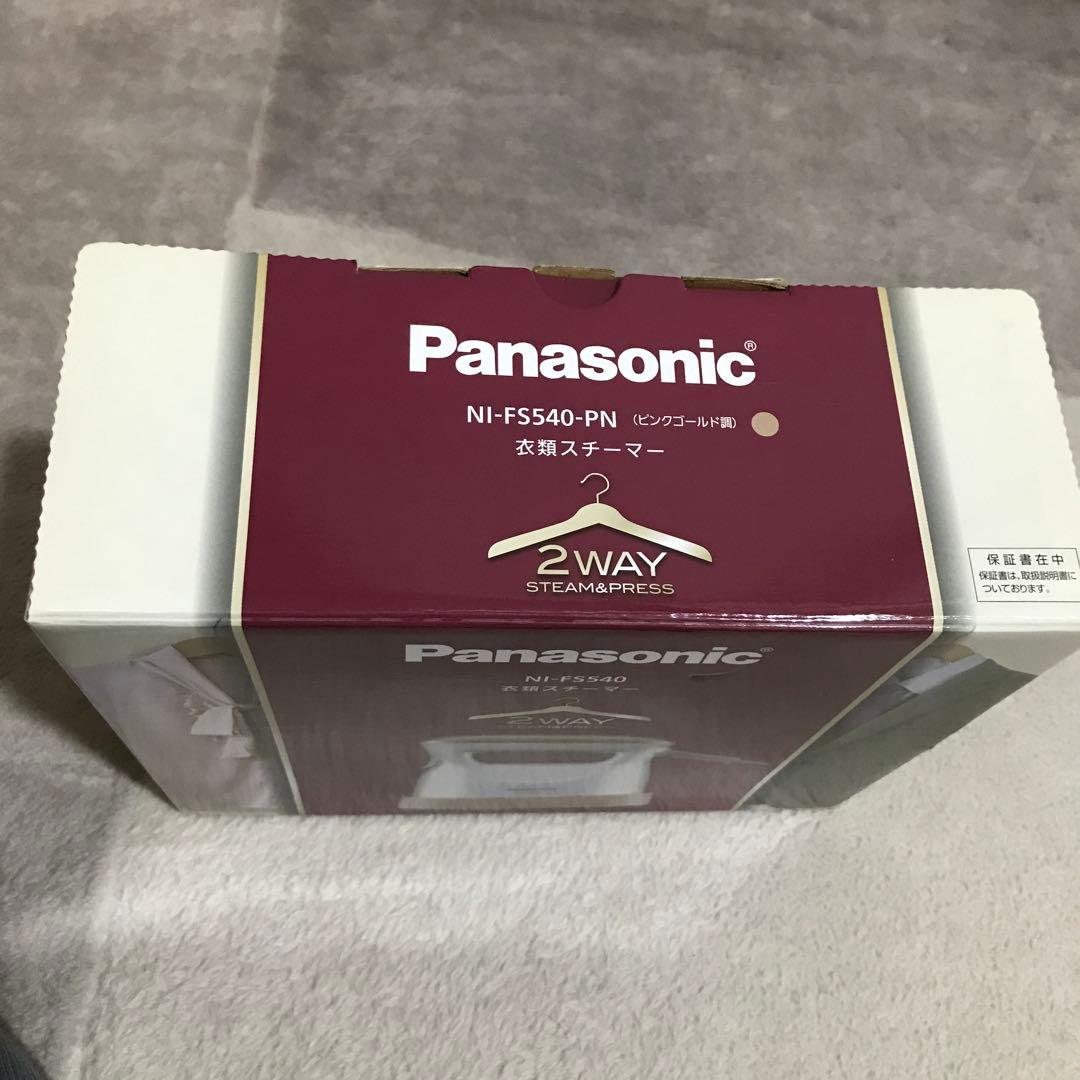 Panasonic®
NI-FS540-PN (ピンクゴールド調)
衣類スチーマー
2WAY
STEAM&PRESS
保証書在中
保証書は、取扱説明書に
ついております。
Panasonic®
NI-FS540
衣類スチーマー
2WAY
STEAM&PRESS